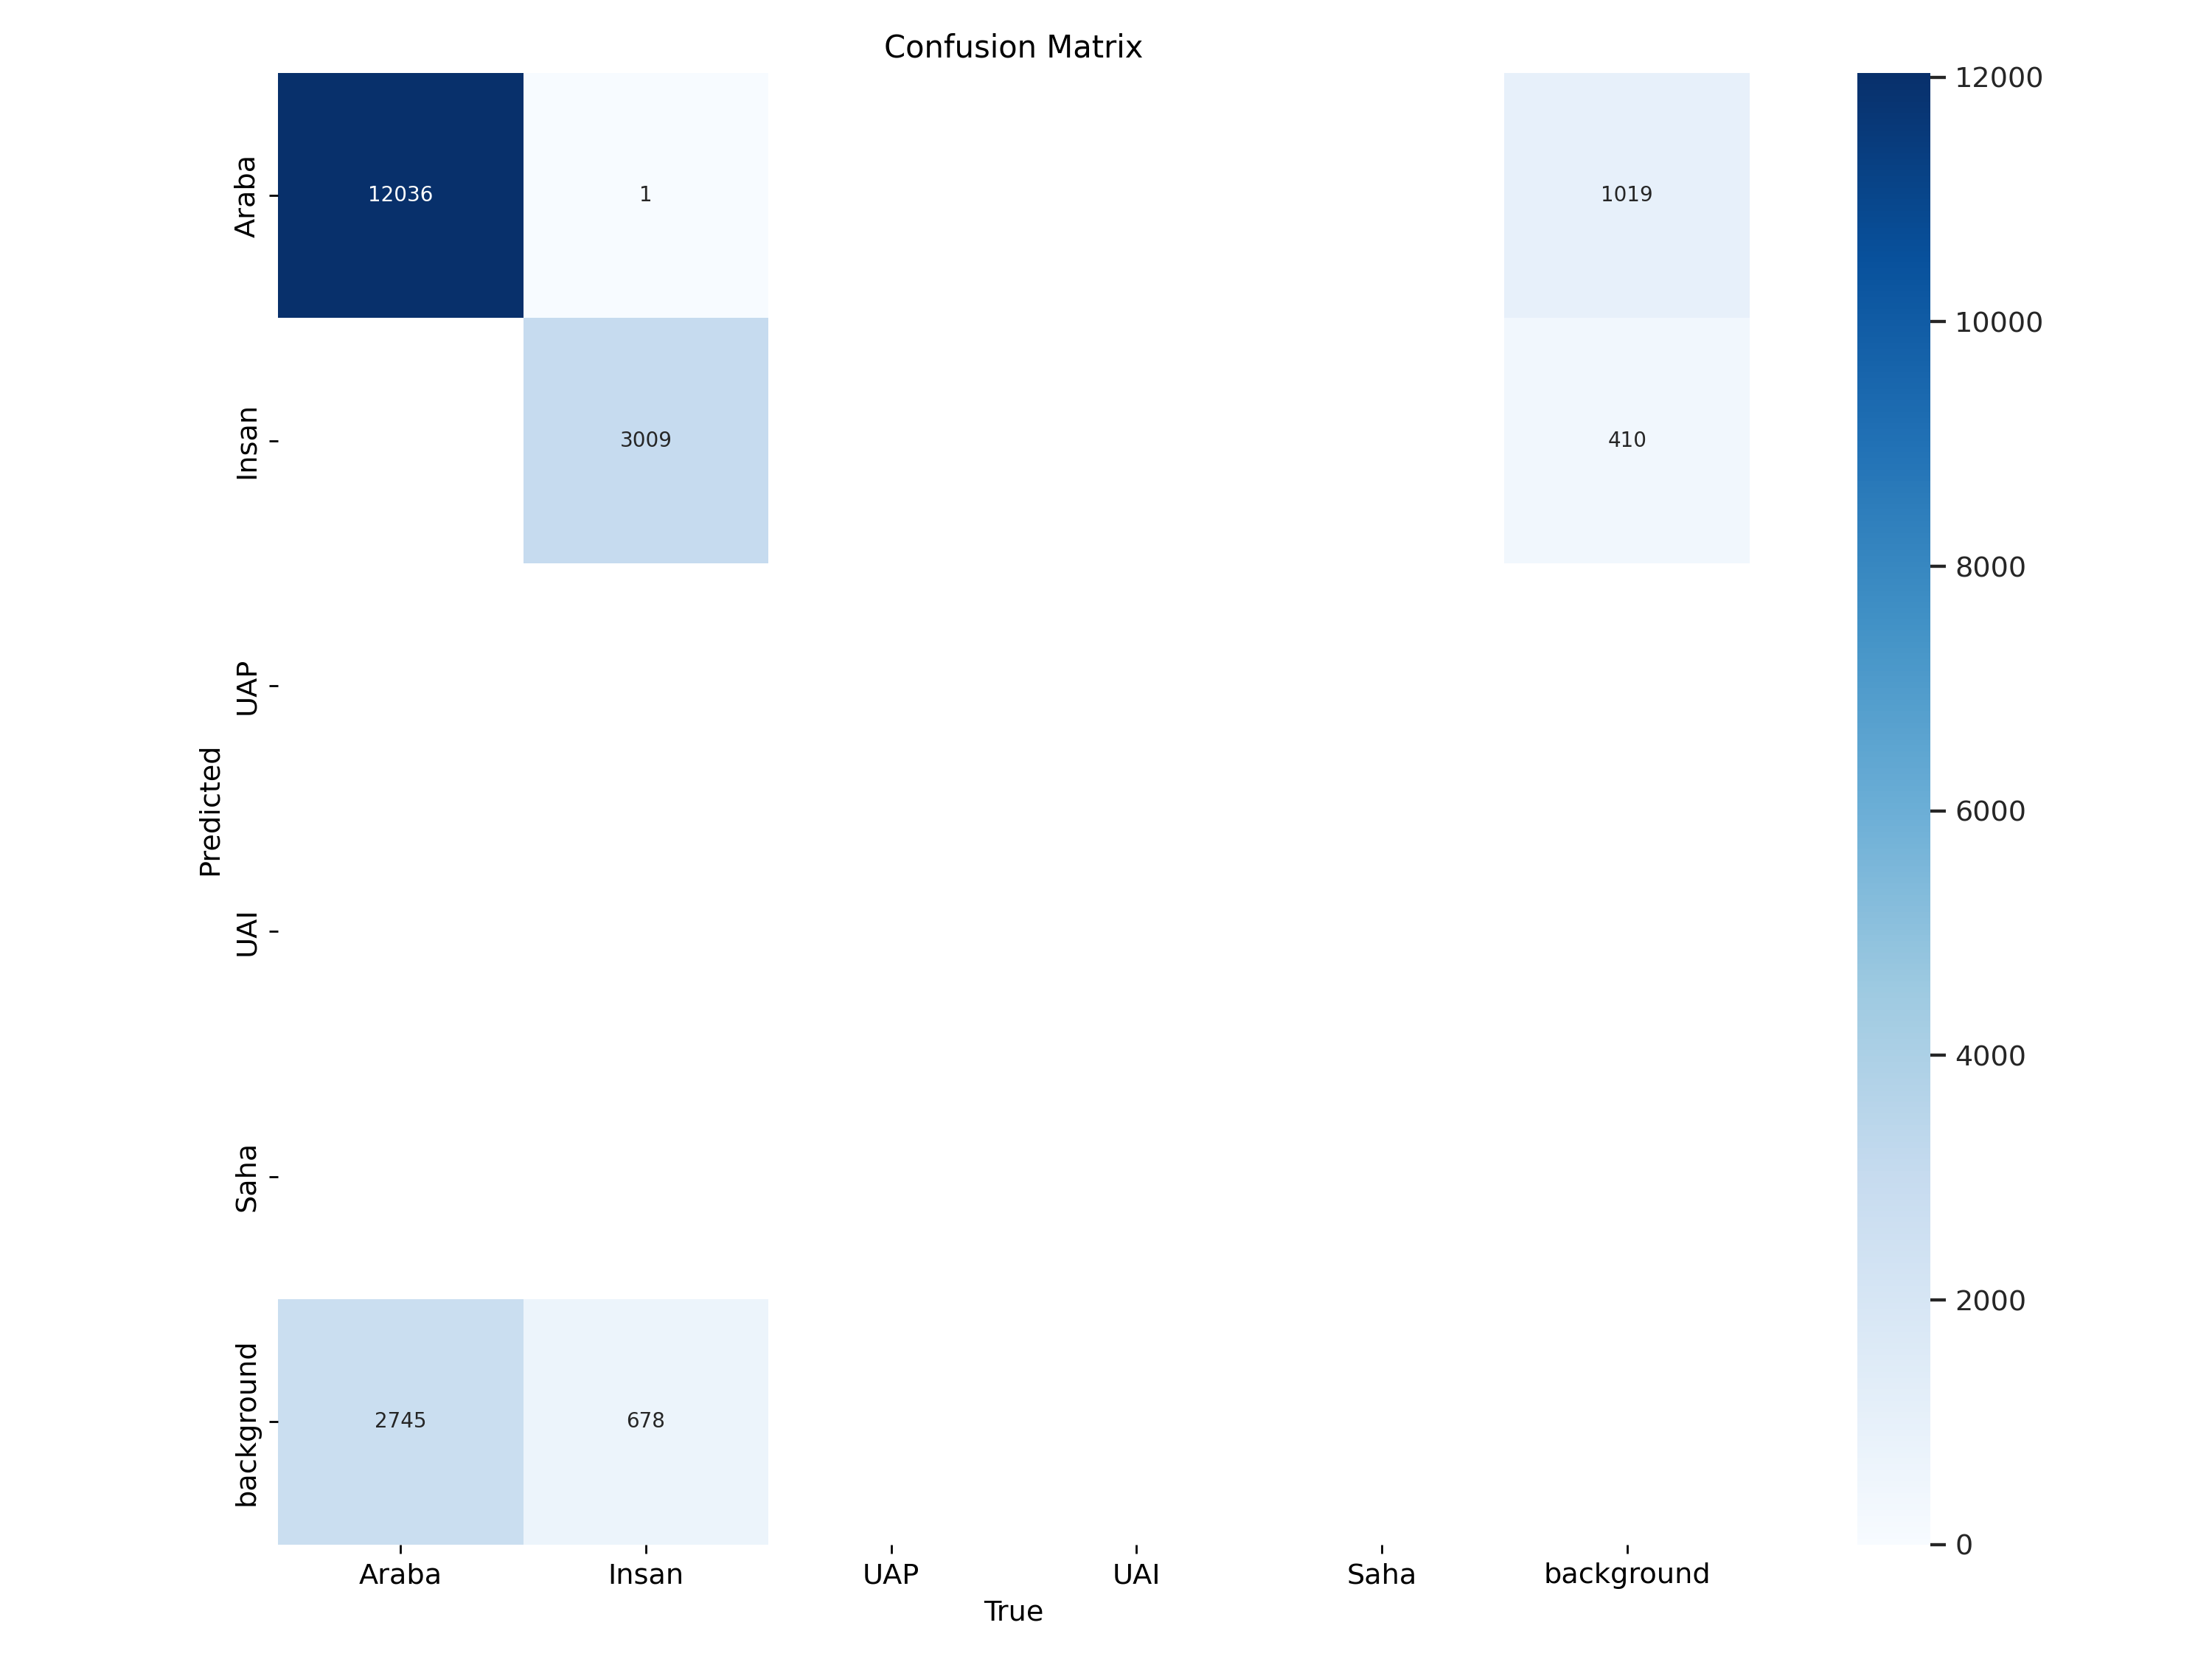 Confusion Matrix
Araba
12036
1
1019
12000
Insan
3009
410
10000
UAP
8000
Predicted
6000
UAI
4000
Saha
2000
background
2745
678
0
Araba Insan UAP UAI Saha background
True